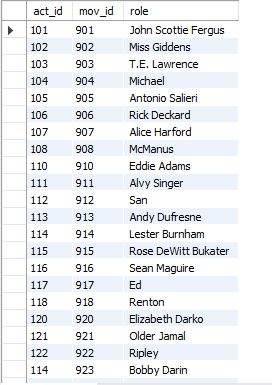 act_id mov_id role
101 901 John Scottie Fergus
102 902 Miss Giddens
103 903 T.E. Lawrence
104 904 Michael
105 905 Antonio Salieri
106 906 Rick Deckard
107 907 Alice Harford
108 908 McManus
110 910 Eddie Adams
111 911 Alvy Singer
112 912 San
113 913 Andy Dufresne
114 914 Lester Burnham
115 915 Rose DeWitt Bukater
116 916 Sean Maguire
117 917 Ed
118 918 Renton
120 920 Elizabeth Darko
121 921 Older Jamal
122 922 Ripley
114 923 Bobby Darin